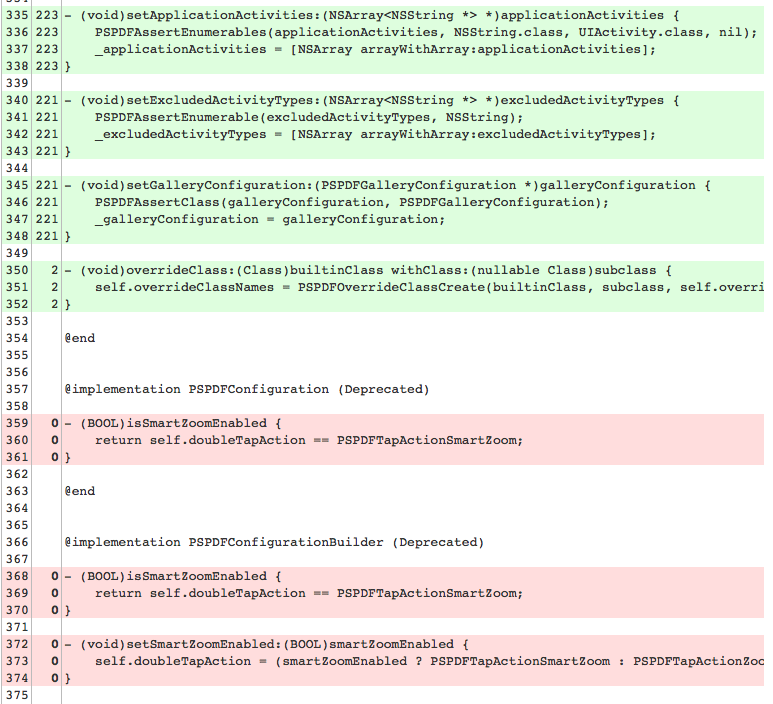 335 223 - (void)setApplicationActivities:(NSArray<NSString *> *)applicationActivities {
336 223     PSPDFAssertEnumerables(applicationActivities, NSString.class, UIActivity.class, nil);
337 223     _applicationActivities = [NSArray arrayWithArray:applicationActivities];
338 223 }
339
340 221 - (void)setExcludedActivityTypes:(NSArray<NSString *> *)excludedActivityTypes {
341 221     PSPDFAssertEnumerable(excludedActivityTypes, NSString);
342 221     _excludedActivityTypes = [NSArray arrayWithArray:excludedActivityTypes];
343 221 }
344
345 221 - (void)setGalleryConfiguration:(PSPDFGalleryConfiguration *)galleryConfiguration {
346 221     PSPDFAssertClass(galleryConfiguration, PSPDFGalleryConfiguration);
347 221     _galleryConfiguration = galleryConfiguration;
348 221 }
349
350 2 - (void)overrideClass:(Class)builtinClass withClass:(nullable Class)subclass {
351 2     self.overrideClassNames = PSPDFOverrideClassCreate(builtinClass, subclass, self.overri
352 2 }
353
354 @end
355
356
357 @implementation PSPDFConfiguration (Deprecated)
358
359 0 - (BOOL)isSmartZoomEnabled {
360 0     return self.doubleTapAction == PSPDFTapActionSmartZoom;
361 0 }
362
363 @end
364
365
366 @implementation PSPDFConfigurationBuilder (Deprecated)
367
368 0 - (BOOL)isSmartZoomEnabled {
369 0     return self.doubleTapAction == PSPDFTapActionSmartZoom;
370 0 }
371
372 0 - (void)setSmartZoomEnabled:(BOOL)smartZoomEnabled {
373 0     self.doubleTapAction = (smartZoomEnabled ? PSPDFTapActionSmartZoom : PSPDFTapActionZoo
374 0 }
375